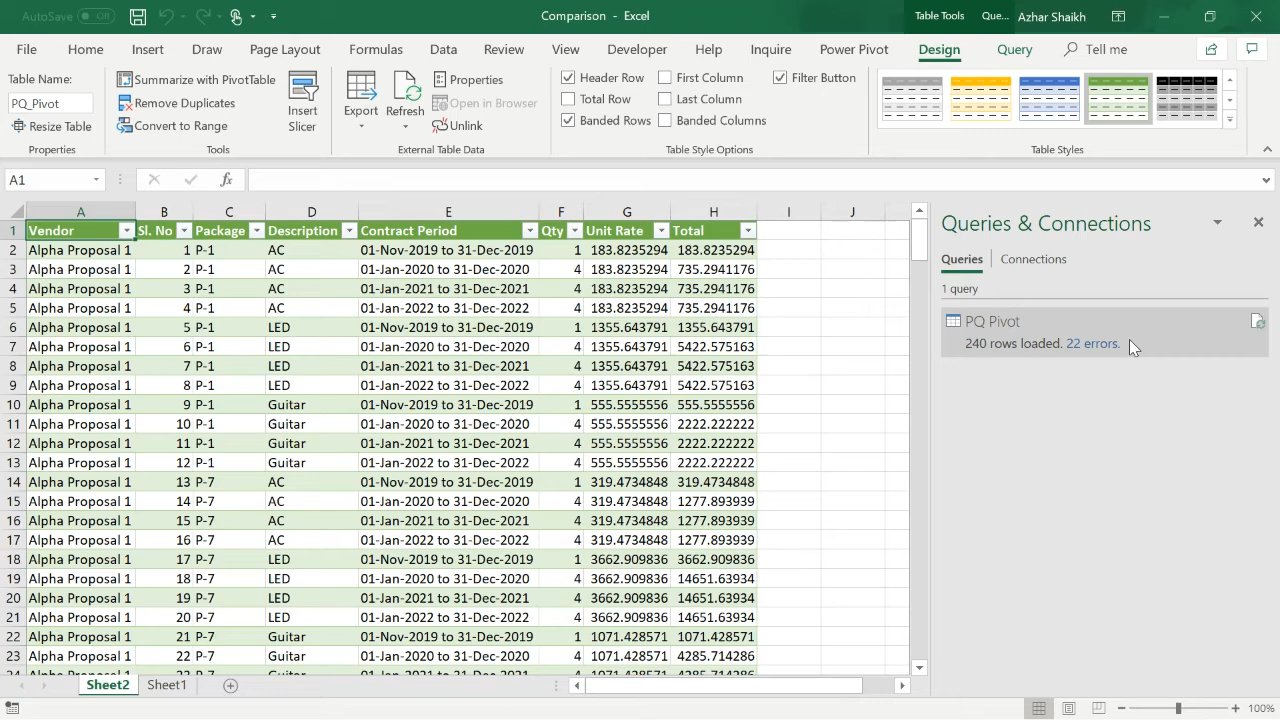 AutoSave Off Comparison - Excel Table Tools Que... Azhar Shaikh
File Home Insert Draw Page Layout Formulas Data Review View Developer Help Inquire Power Pivot Design Query Tell me
Table Name:
PQ_Pivot
Resize Table
Properties
Summarize with PivotTable
Remove Duplicates
Convert to Range
Tools
Insert
Slicer
Export
Refresh
Properties
Open in Browser
Unlink
External Table Data
Header Row First Column Filter Button
Total Row Last Column
Banded Rows Banded Columns
Table Style Options
Table Styles
A1 fx
A B C D E F G H I J
1 Vendor Sl. No Package Description Contract Period Qty Unit Rate Total
2 Alpha Proposal 1 1 P-1 AC 01-Nov-2019 to 31-Dec-2019 1 183.8235294 183.8235294
3 Alpha Proposal 1 2 P-1 AC 01-Jan-2020 to 31-Dec-2020 4 183.8235294 735.2941176
4 Alpha Proposal 1 3 P-1 AC 01-Jan-2021 to 31-Dec-2021 4 183.8235294 735.2941176
5 Alpha Proposal 1 4 P-1 AC 01-Jan-2022 to 31-Dec-2022 4 183.8235294 735.2941176
6 Alpha Proposal 1 5 P-1 LED 01-Nov-2019 to 31-Dec-2019 1 1355.643791 1355.643791
7 Alpha Proposal 1 6 P-1 LED 01-Jan-2020 to 31-Dec-2020 4 1355.643791 5422.575163
8 Alpha Proposal 1 7 P-1 LED 01-Jan-2021 to 31-Dec-2021 4 1355.643791 5422.575163
9 Alpha Proposal 1 8 P-1 LED 01-Jan-2022 to 31-Dec-2022 4 1355.643791 5422.575163
10 Alpha Proposal 1 9 P-1 Guitar 01-Nov-2019 to 31-Dec-2019 1 555.5555556 555.5555556
11 Alpha Proposal 1 10 P-1 Guitar 01-Jan-2020 to 31-Dec-2020 4 555.5555556 2222.222222
12 Alpha Proposal 1 11 P-1 Guitar 01-Jan-2021 to 31-Dec-2021 4 555.5555556 2222.222222
13 Alpha Proposal 1 12 P-1 Guitar 01-Jan-2022 to 31-Dec-2022 4 555.5555556 2222.222222
14 Alpha Proposal 1 13 P-7 AC 01-Nov-2019 to 31-Dec-2019 1 319.4734848 319.4734848
15 Alpha Proposal 1 14 P-7 AC 01-Jan-2020 to 31-Dec-2020 4 319.4734848 1277.893939
16 Alpha Proposal 1 15 P-7 AC 01-Jan-2021 to 31-Dec-2021 4 319.4734848 1277.893939
17 Alpha Proposal 1 16 P-7 AC 01-Jan-2022 to 31-Dec-2022 4 319.4734848 1277.893939
18 Alpha Proposal 1 17 P-7 LED 01-Nov-2019 to 31-Dec-2019 1 3662.909836 3662.909836
19 Alpha Proposal 1 18 P-7 LED 01-Jan-2020 to 31-Dec-2020 4 3662.909836 14651.63934
20 Alpha Proposal 1 19 P-7 LED 01-Jan-2021 to 31-Dec-2021 4 3662.909836 14651.63934
21 Alpha Proposal 1 20 P-7 LED 01-Jan-2022 to 31-Dec-2022 4 3662.909836 14651.63934
22 Alpha Proposal 1 21 P-7 Guitar 01-Nov-2019 to 31-Dec-2019 1 1071.428571 1071.428571
23 Alpha Proposal 1 22 P-7 Guitar 01-Jan-2020 to 31-Dec-2020 4 1071.428571 4285.714286
Queries & Connections
Queries Connections
1 query
PQ Pivot
240 rows loaded. 22 errors.
Sheet2 Sheet1
100%